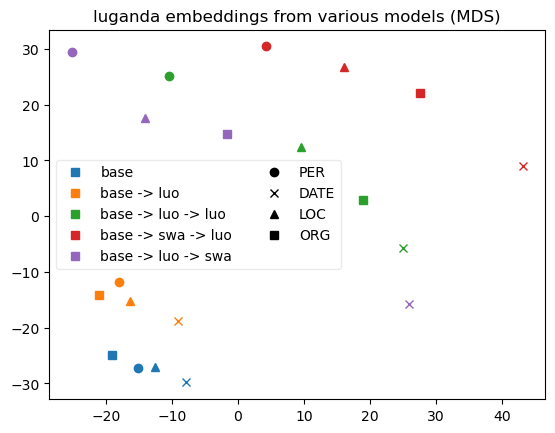 luganda embeddings from various models (MDS)
30
20
10
0
−10
−20
−30
base
base -> luo
base -> luo -> luo
base -> swa -> luo
base -> luo -> swa
PER
DATE
LOC
ORG
−20
−10
0
10
20
30
40